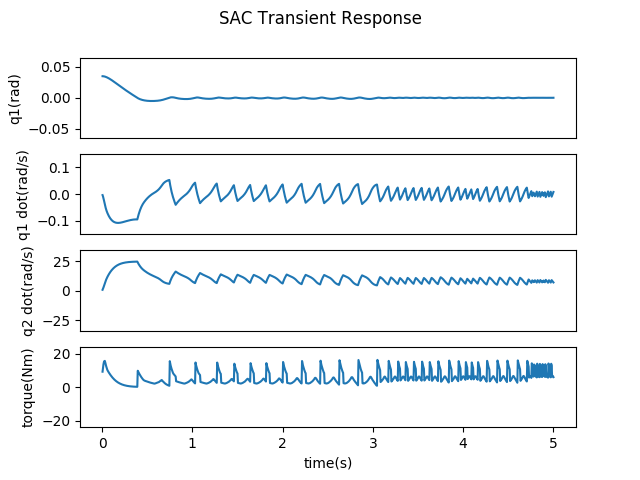 SAC Transient Response
q1(rad)
0.05
0.00
−0.05
q1 dot(rad/s)
0.1
0.0
−0.1
q2 dot(rad/s)
25
0
−25
torque(Nm)
20
0
−20
0 1 2 3 4 5
time(s)